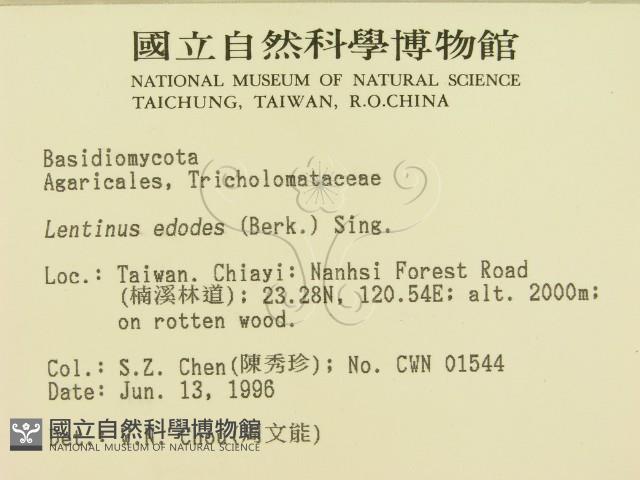 國立自然科學博物館
NATIONAL MUSEUM OF NATURAL SCIENCE
TAICHUNG, TAIWAN, R.O.CHINA
Basidiomycota
Agaricales, Tricholomataceae
Lentinus edodes (Berk.) Sing.
Loc.: Taiwan. Chiayi: Nanhsi Forest Road
(楠溪林道); 23.28N, 120.54E; alt. 2000m;
on rotten wood.
Col.: S.Z. Chen(陳秀珍); No. CWN 01544
Date: Jun. 13, 1996
Det.: W.N. Chou(周文能)
國立自然科學博物館
NATIONAL MUSEUM OF NATURAL SCIENCE